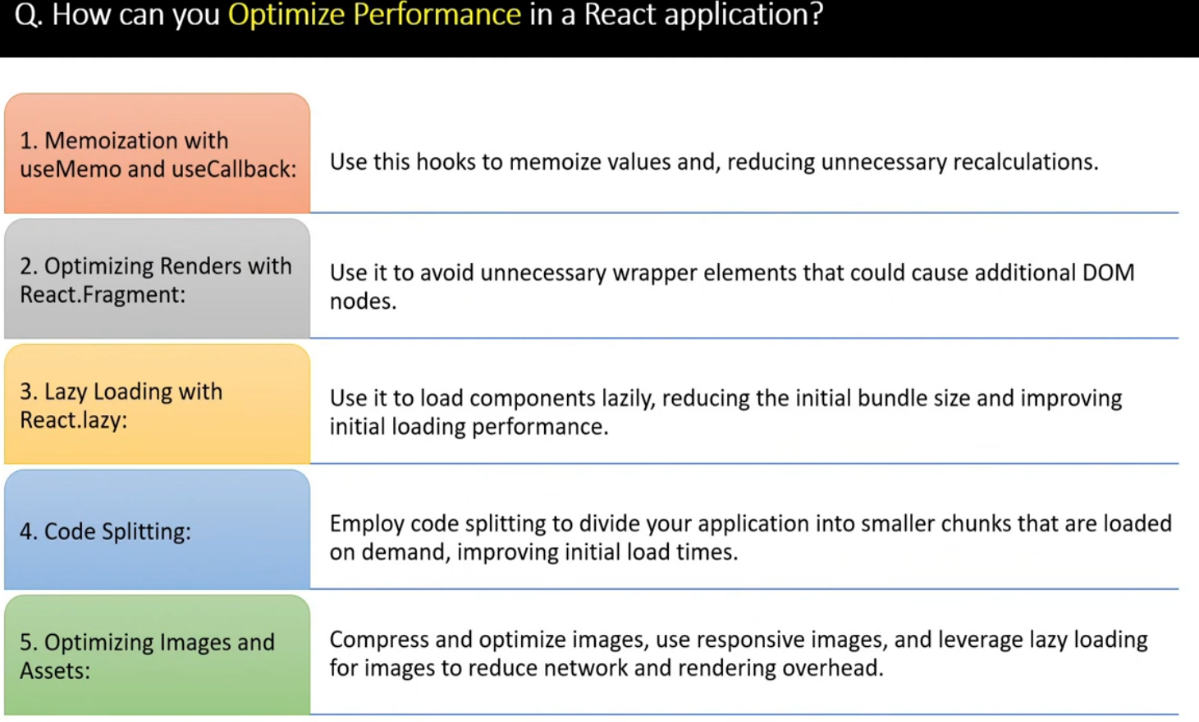 Q. How can you Optimize Performance in a React application?
1. Memoization with
useMemo and useCallback:
Use this hooks to memoize values and, reducing unnecessary recalculations.
2. Optimizing Renders with
React.Fragment:
Use it to avoid unnecessary wrapper elements that could cause additional DOM
nodes.
3. Lazy Loading with
React.lazy:
Use it to load components lazily, reducing the initial bundle size and improving
initial loading performance.
4. Code Splitting:
Employ code splitting to divide your application into smaller chunks that are loaded
on demand, improving initial load times.
5. Optimizing Images and
Assets:
Compress and optimize images, use responsive images, and leverage lazy loading
for images to reduce network and rendering overhead.